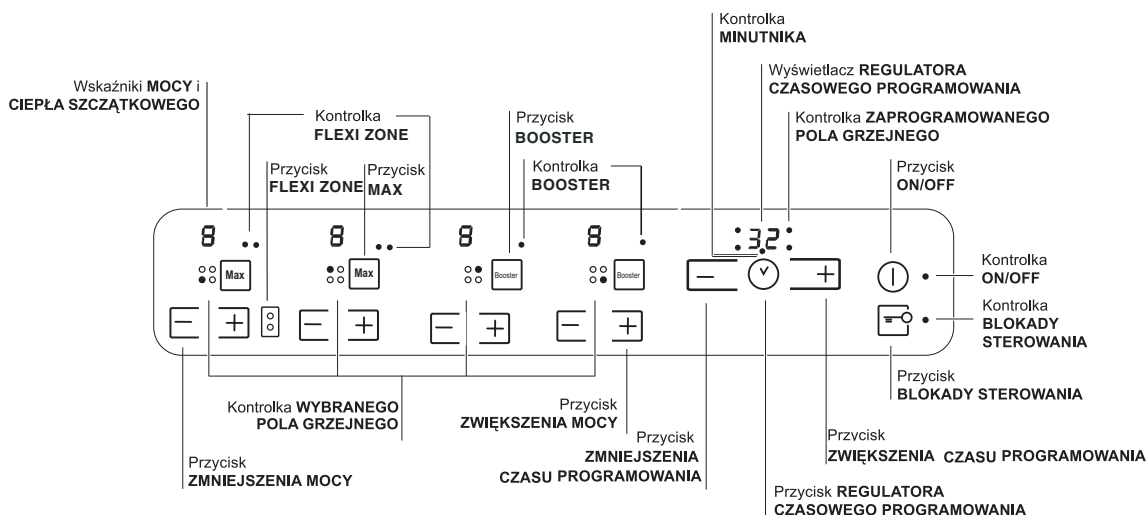 Kontrolka
MINUTNIKA
Wskaźniki MOCY i
CIEPŁA SZCZĄTKOWEGO
Kontrolka
FLEXI ZONE
Przycisk
BOOSTER
Wyświetlacz REGULATORA
CZASOWEGO PROGRAMOWANIA
Kontrolka ZAPROGRAMOWANEGO
POLA GRZEJNEGO
Przycisk
FLEXI ZONE
Przycisk
MAX
Kontrolka
BOOSTER
Przycisk
ON/OFF
8
8
8
8
32
Max
Max
Booster
Booster
Kontrolka
ON/OFF
Kontrolka
BLOKADY
STEROWANIA
Przycisk
BLOKADY STEROWANIA
Kontrolka WYBRANEGO
POLA GRZEJNEGO
Przycisk
ZWIĘKSZENIA MOCY
Przycisk
ZMNIEJSZENIA MOCY
Przycisk
ZMNIEJSZENIA
CZASU PROGRAMOWANIA
Przycisk
ZWIĘKSZENIA CZASU PROGRAMOWANIA
Przycisk REGULATORA
CZASOWEGO PROGRAMOWANIA